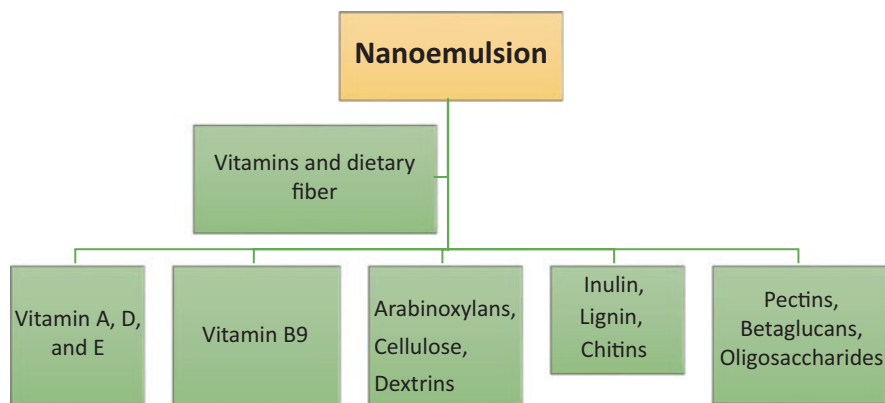 Nanoemulsion
Vitamins and dietary
fiber
Vitamin A, D,
and E
Vitamin B9
Arabinoxylans,
Cellulose,
Dextrins
Inulin,
Lignin,
Chitins
Pectins,
Betaglucans,
Oligosaccharides